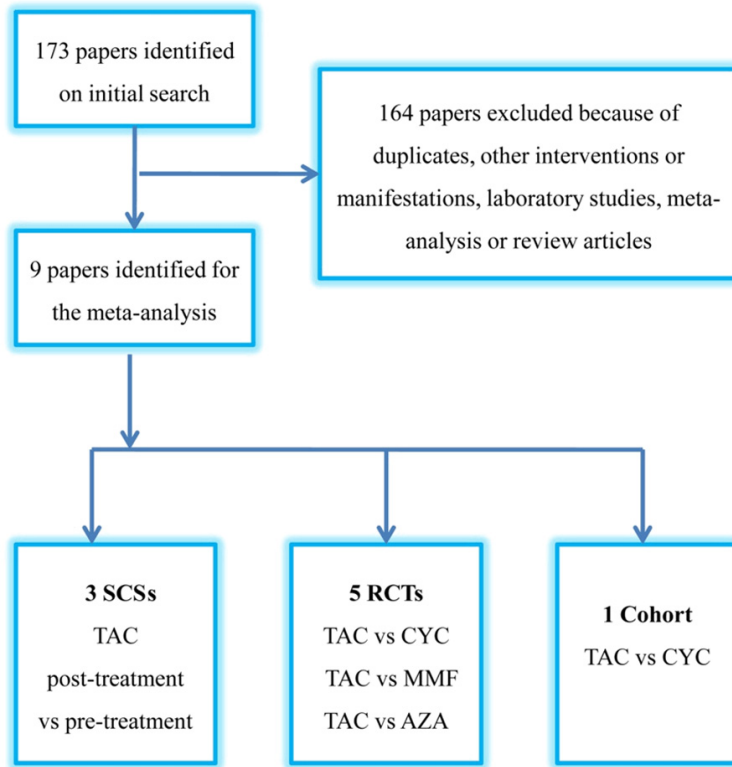 173 papers identified
on initial search
164 papers excluded because of
duplicates, other interventions or
manifestations, laboratory studies, meta-
analysis or review articles
9 papers identified for
the meta-analysis
3 SCSs
TAC
post-treatment
vs pre-treatment
5 RCTs
TAC vs CYC
TAC vs MMF
TAC vs AZA
1 Cohort
TAC vs CYC